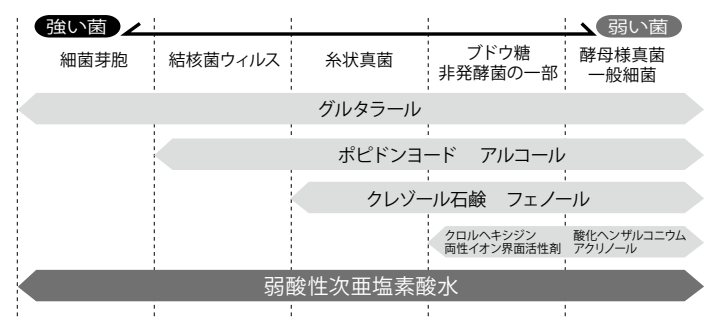 強い菌 弱い菌
細菌芽胞 結核菌ウィルス 糸状真菌 ブドウ糖 酵母様真菌
非発酵菌の一部 一般細菌
グルタラール
ポピドンヨード アルコール
クレゾール石鹸 フェノール
クロルヘキシジン 酸化ヘンザルコニウム
両性イオン界面活性剤 アクリノール
弱酸性次亜塩素酸水